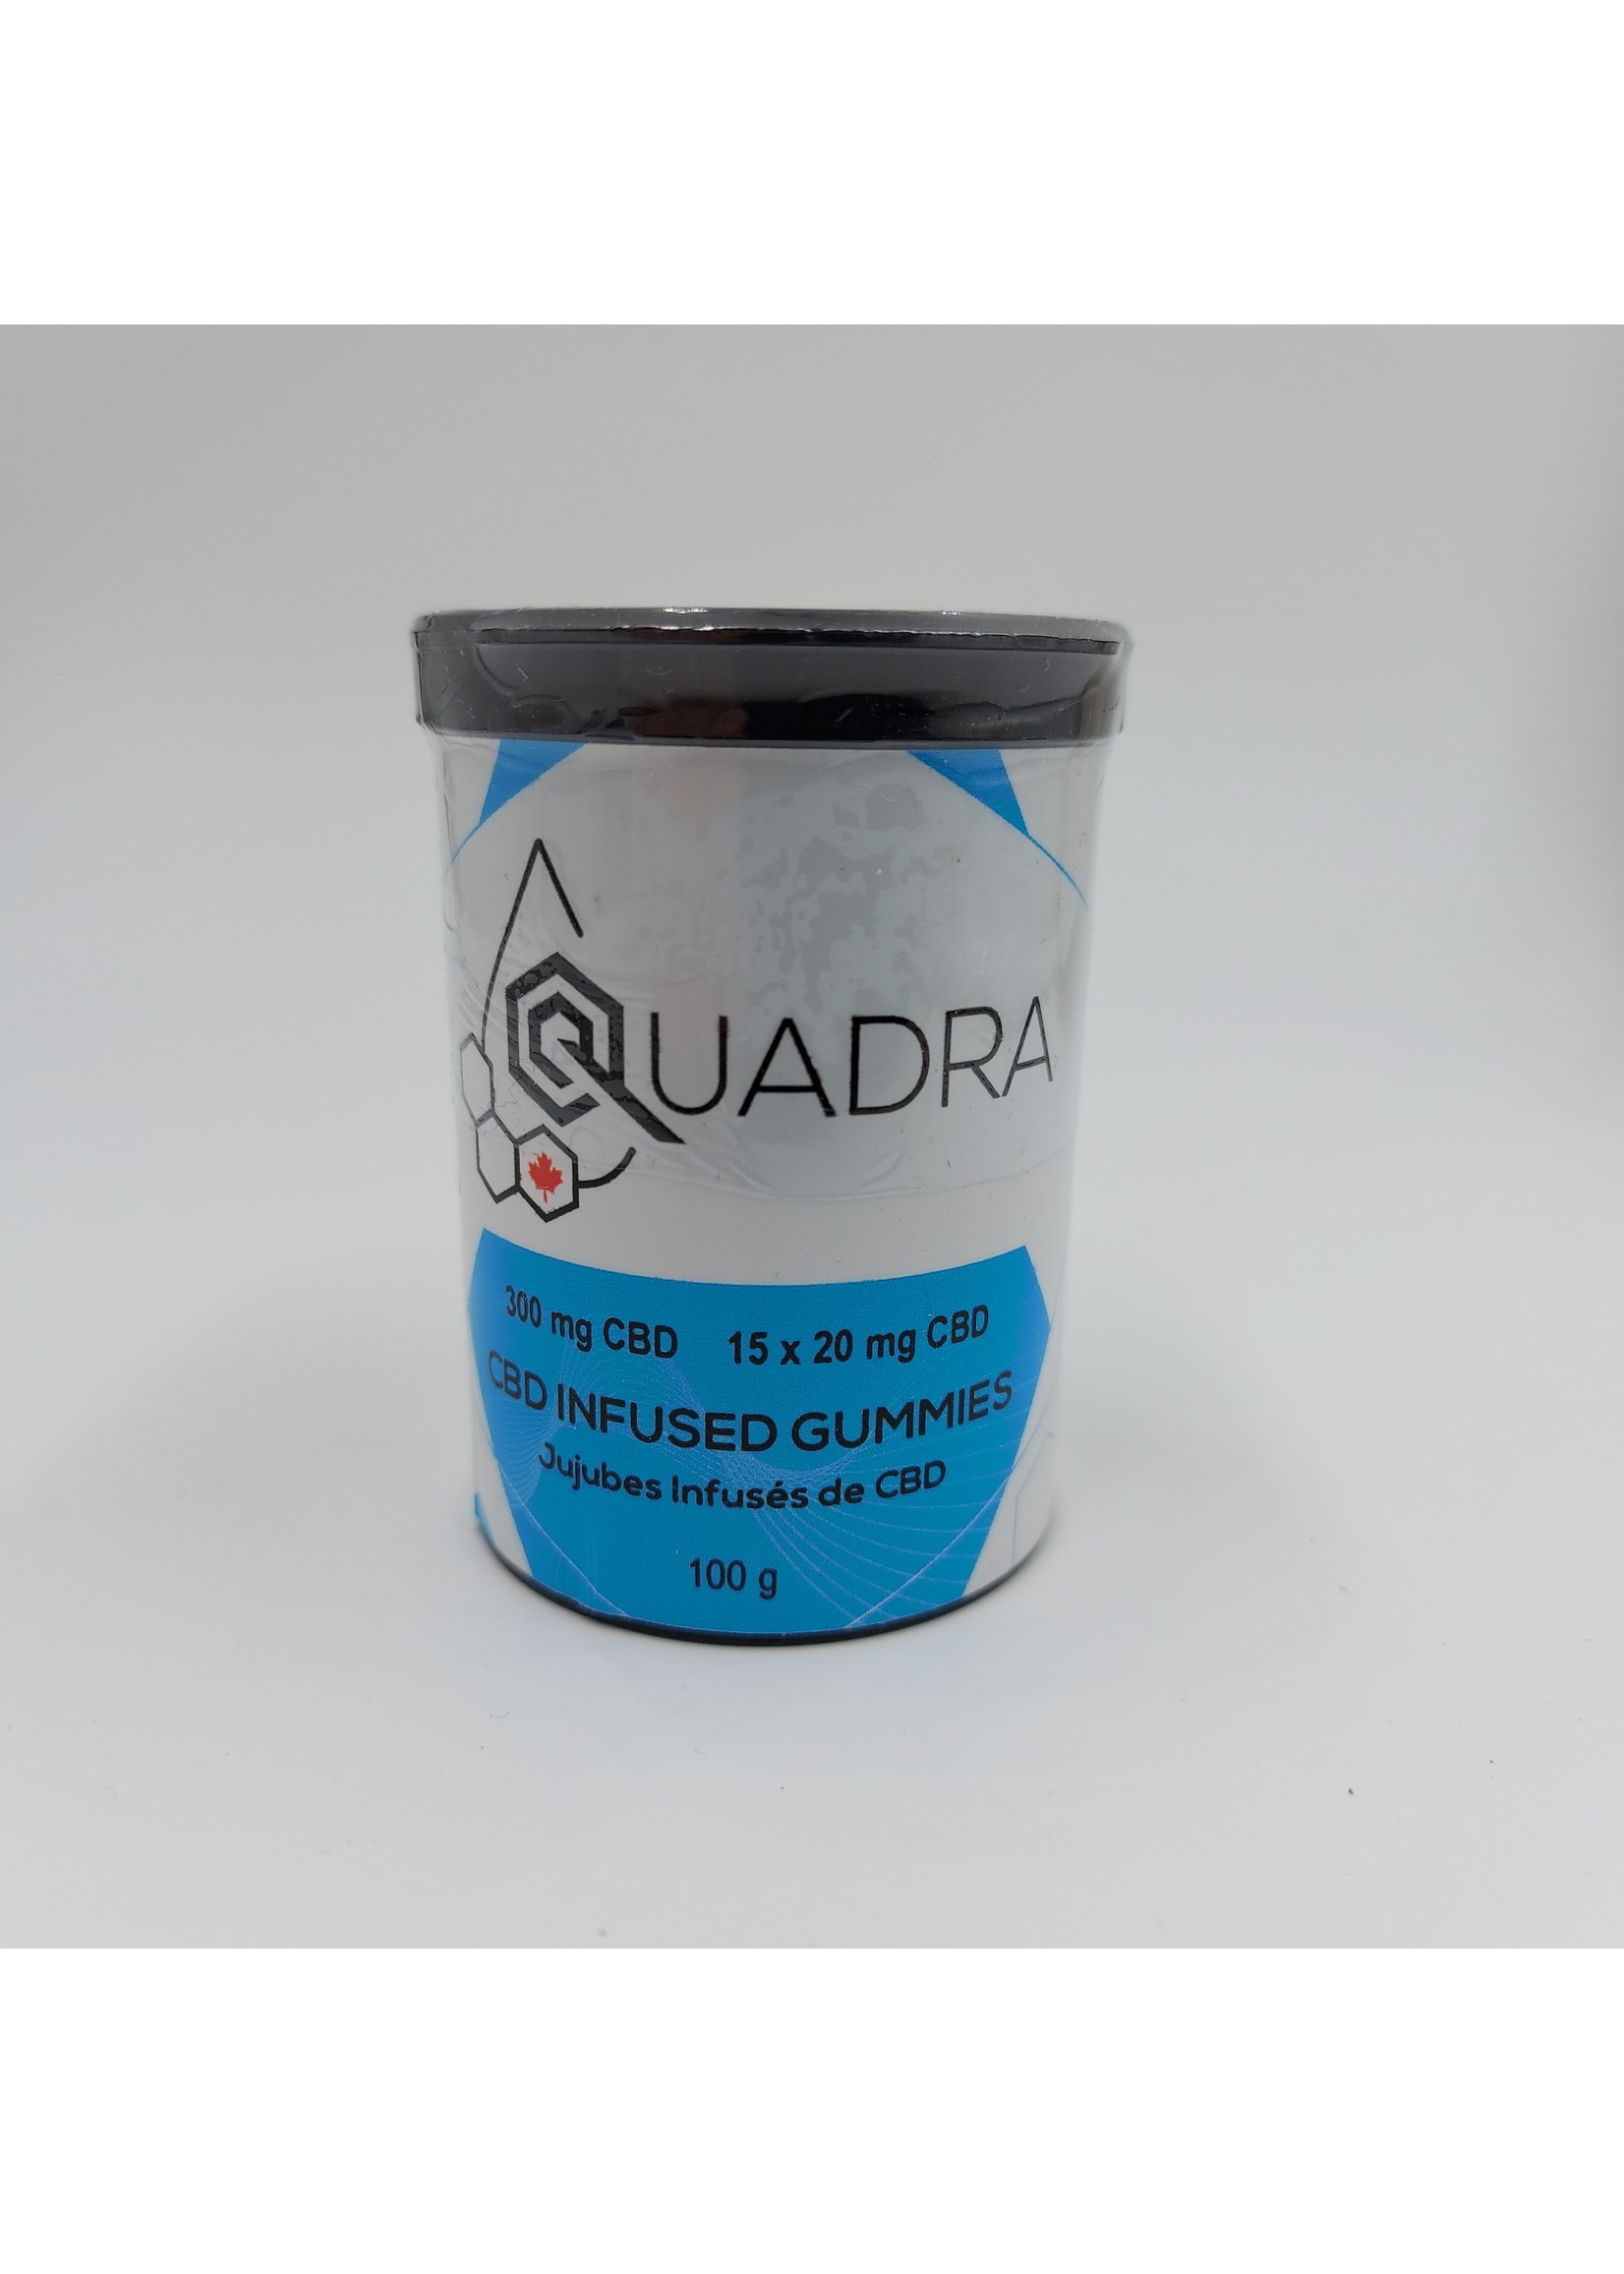 QUADRA
300 mg CBD 15 x 20 mg CBD
CBD INFUSED GUMMIES
Jujubes Infusés de CBD
100 g